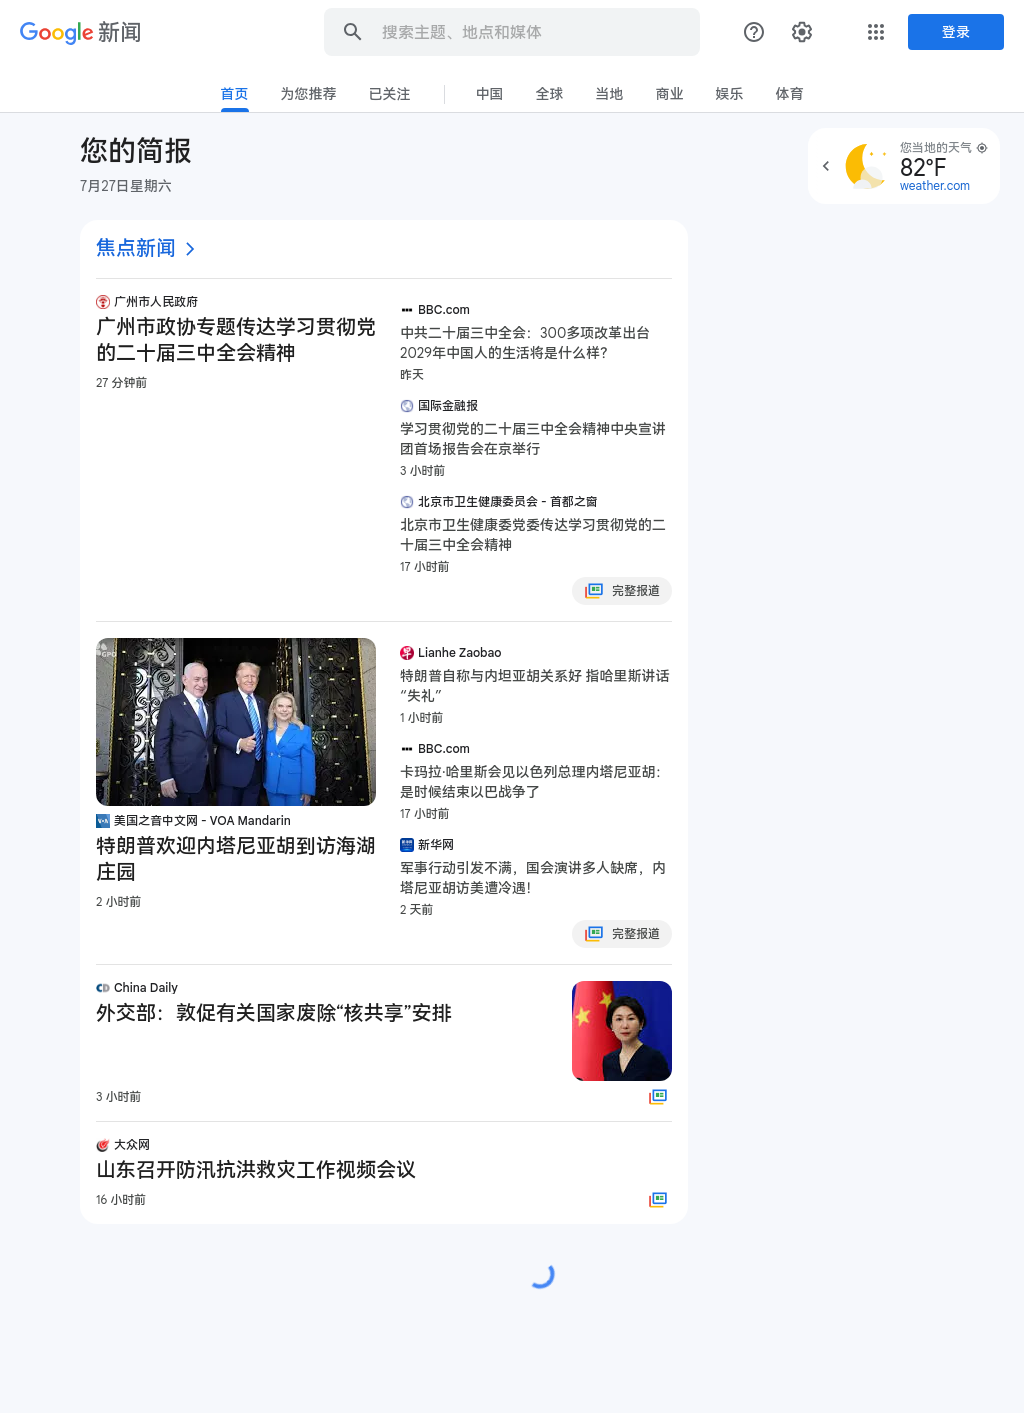 Google 新闻
搜索主题、地点和媒体
登录
首页
为您推荐
已关注
中国
全球
当地
商业
娱乐
体育
您的简报
7月27日星期六
您当地的天气
82°F
weather.com
焦点新闻
广州市人民政府
广州市政协专题传达学习贯彻党
的二十届三中全会精神
27 分钟前
BBC.com
中共二十届三中全会：300多项改革出台
2029年中国人的生活将是什么样？
昨天
国际金融报
学习贯彻党的二十届三中全会精神中央宣讲
团首场报告会在京举行
3 小时前
北京市卫生健康委员会 - 首都之窗
北京市卫生健康委党委传达学习贯彻党的二
十届三中全会精神
17 小时前
完整报道
GPO
美国之音中文网 - VOA Mandarin
特朗普欢迎内塔尼亚胡到访海湖
庄园
2 小时前
Lianhe Zaobao
特朗普自称与内坦亚胡关系好 指哈里斯讲话
“失礼”
1 小时前
BBC.com
卡玛拉·哈里斯会见以色列总理内塔尼亚胡：
是时候结束以巴战争了
17 小时前
新华网
军事行动引发不满，国会演讲多人缺席，内
塔尼亚胡访美遭冷遇！
2 天前
完整报道
China Daily
外交部：敦促有关国家废除“核共享”安排
3 小时前
大众网
山东召开防汛抗洪救灾工作视频会议
16 小时前